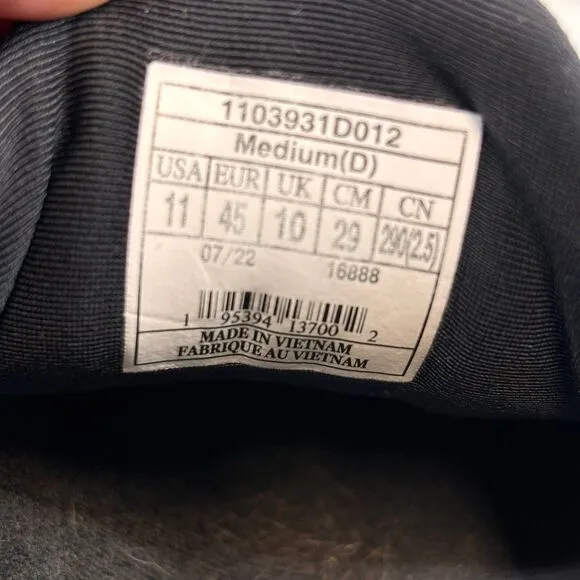 1103931D012
Medium(D)
USA EUR UK CM CN
11 45 10 29 290(2.5)
07/22 16888
1 95394 13700 2
MADE IN VIETNAM
FABRIQUE AU VIETNAM